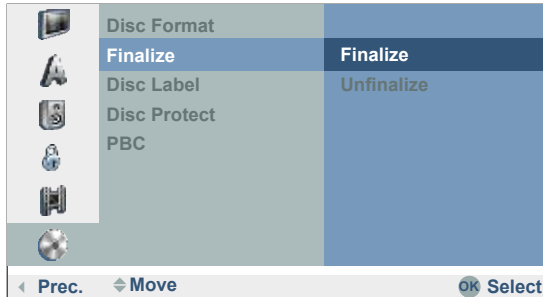 Disc Format
Finalize Finalize
Disc Label Unfinalize
Disc Protect
PBC
Prec. Move OK Select